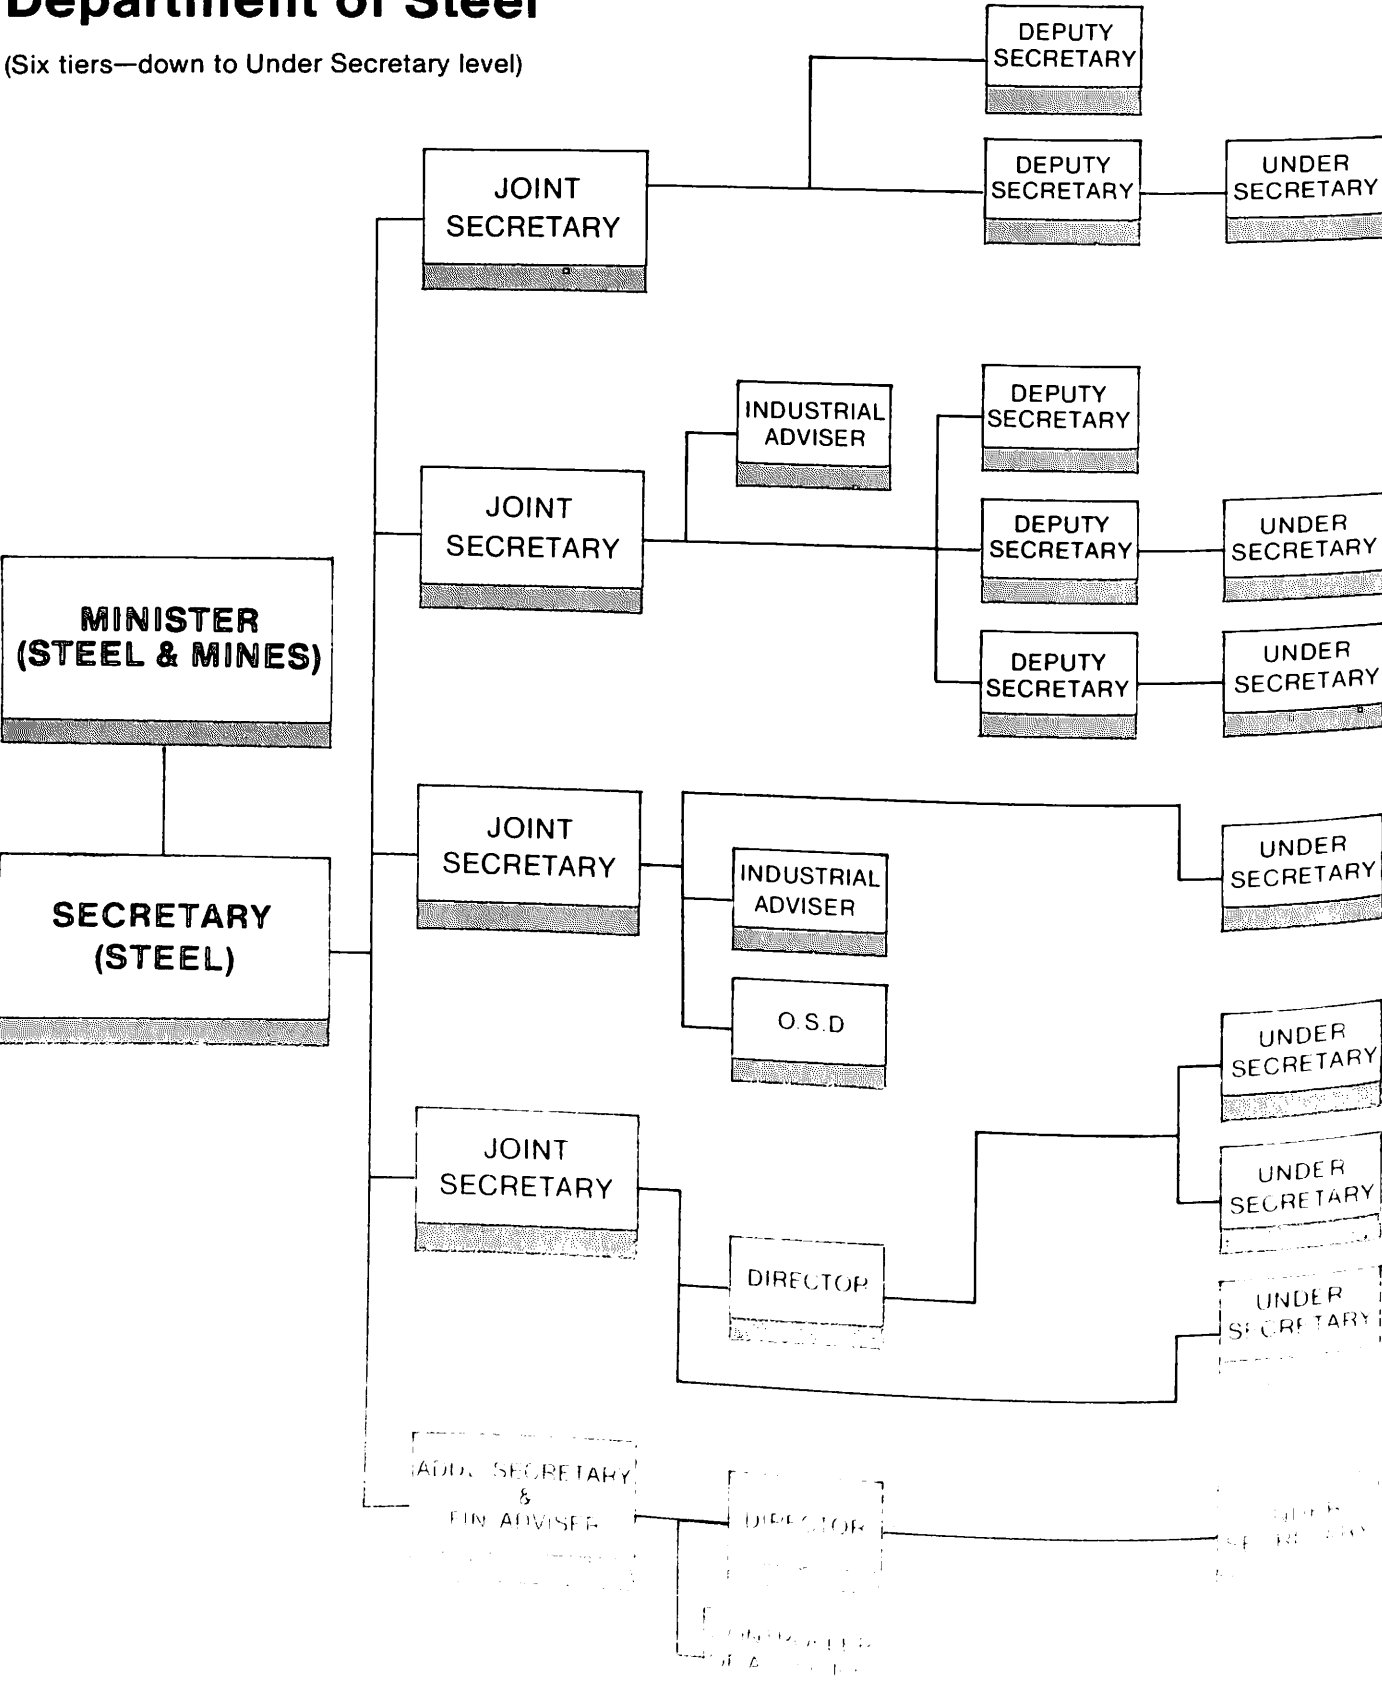 Department of Steel
(Six tiers—down to Under Secretary level)
DEPUTY
SECRETARY
JOINT
SECRETARY
DEPUTY
SECRETARY
UNDER
SECRETARY
INDUSTRIAL
ADVISER
DEPUTY
SECRETARY
JOINT
SECRETARY
DEPUTY
SECRETARY
UNDER
SECRETARY
MINISTER
(STEEL & MINES)
DEPUTY
SECRETARY
UNDER
SECRETARY
JOINT
SECRETARY
INDUSTRIAL
ADVISER
UNDER
SECRETARY
SECRETARY
(STEEL)
O.S.D
UNDER
SECRETARY
JOINT
SECRETARY
UNDER
SECRETARY
DIRECTOR
UNDER
SECRETARY
SECRETARY
&
FIN ADVISER
DIRECTOR